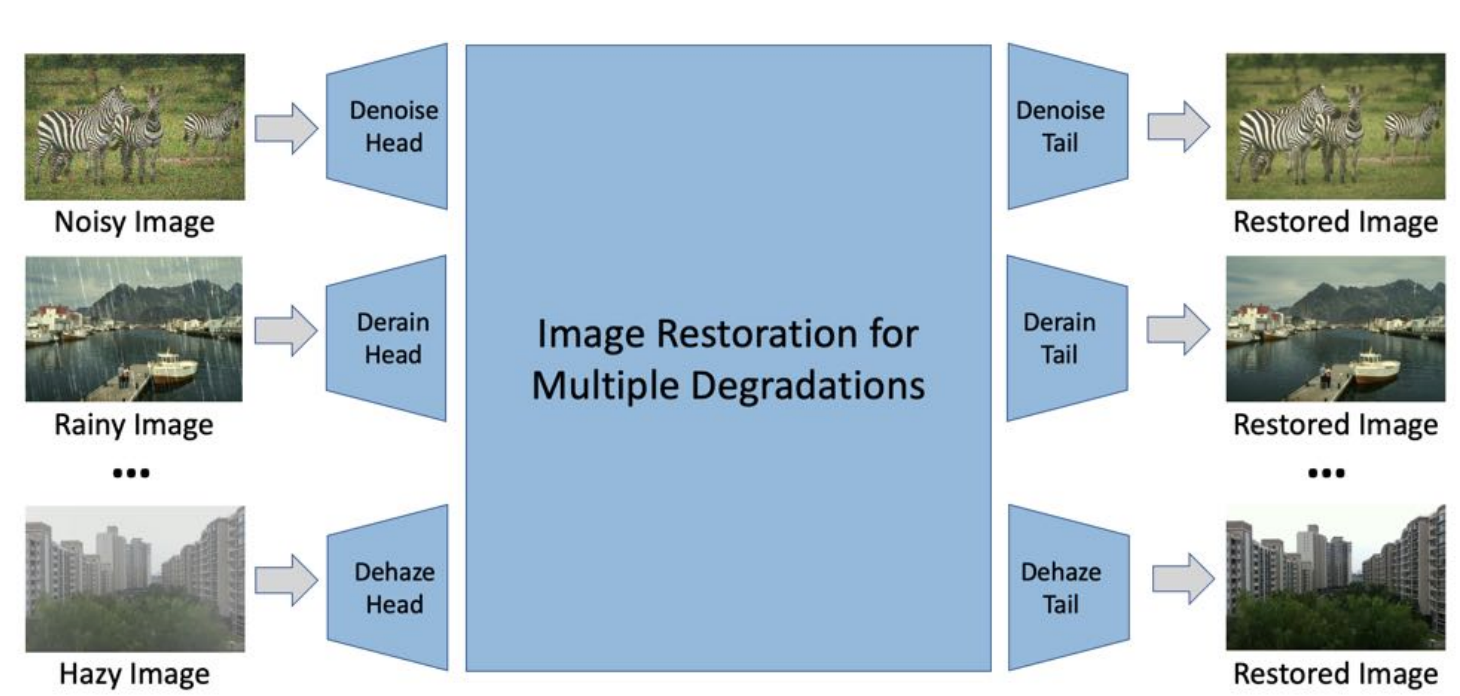 Noisy Image
Denoise
Head
Denoise
Tail
Restored Image
Rainy Image
Derain
Head
Image Restoration for
Multiple Degradations
Derain
Tail
Restored Image
...
...
Hazy Image
Dehaze
Head
Dehaze
Tail
Restored Image